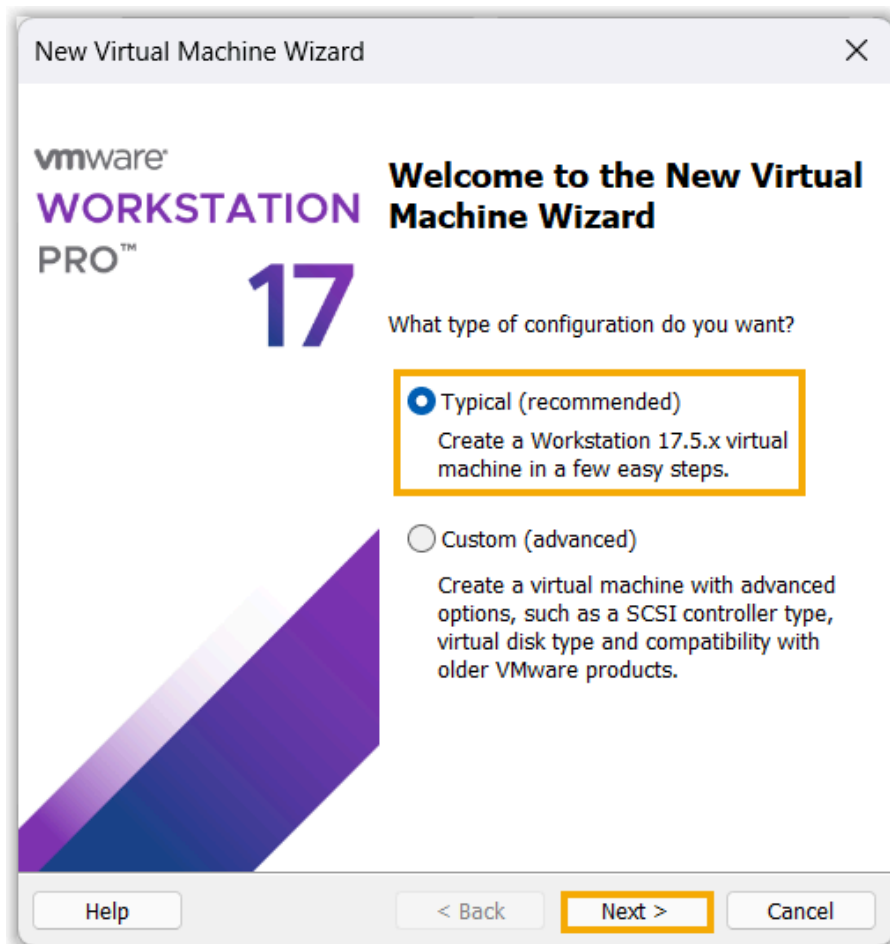 New Virtual Machine Wizard
vmware®
WORKSTATION
PRO™
17
Welcome to the New Virtual
Machine Wizard
What type of configuration do you want?
Typical (recommended)
Create a Workstation 17.5.x virtual
machine in a few easy steps.
Custom (advanced)
Create a virtual machine with advanced
options, such as a SCSI controller type,
virtual disk type and compatibility with
older VMware products.
Help
< Back
Next >
Cancel